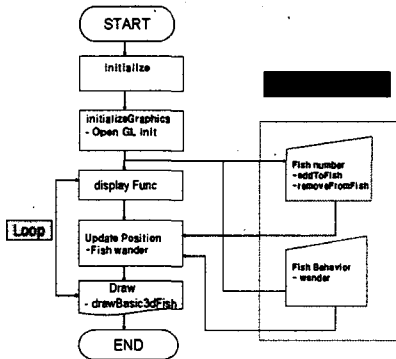 START
Initialize
initializeGraphics
- Open GL Init
display Func
Loop
Update Position
-Fish wander
Draw
- drawBasic3dFish
END
Fish number
-addToFish
-removeFromFish
Fish Behavior
- wander